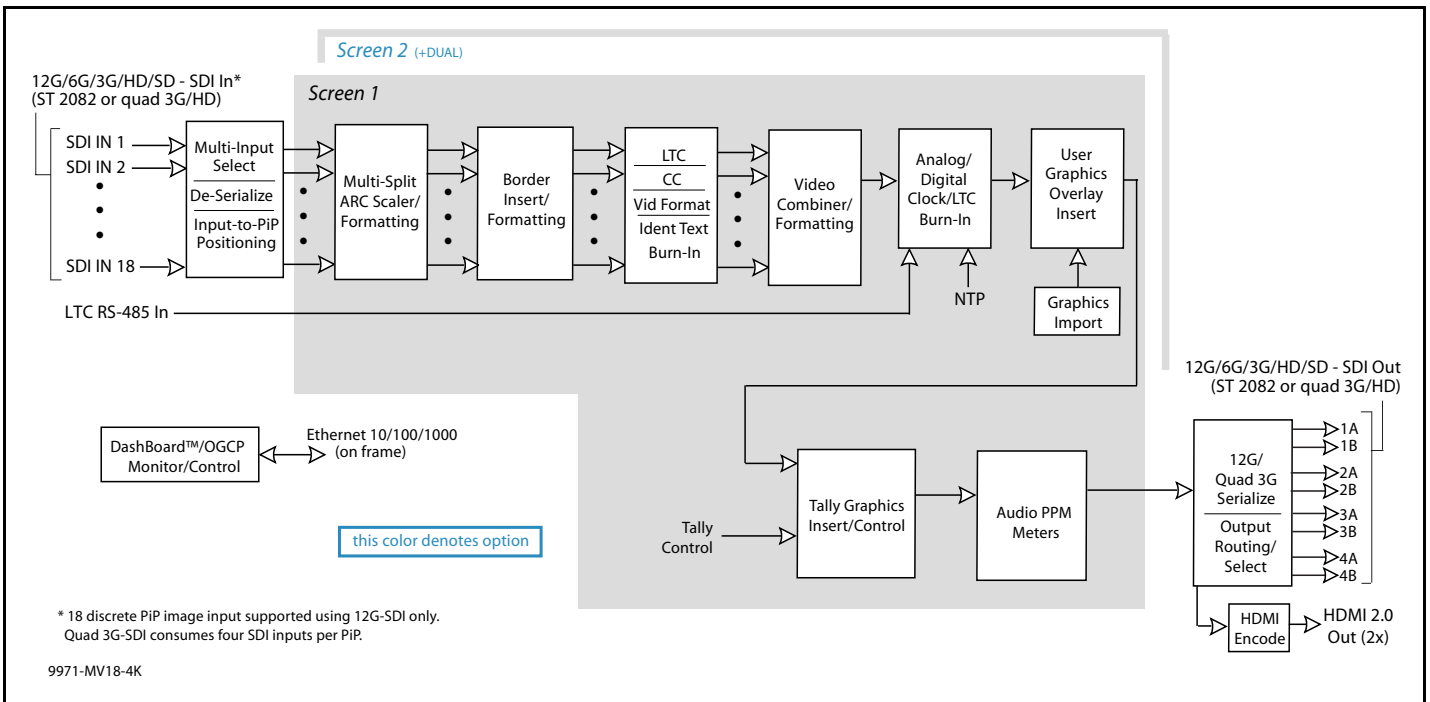 Screen 2 (+DUAL)
12G/6G/3G/HD/SD - SDI In*
(ST 2082 or quad 3G/HD)
Screen 1
SDI IN 1
SDI IN 2
SDI IN 18
Multi-Input
Select
De-Serialize
Input-to-PiP
Positioning
Multi-Split
ARC Scaler/
Formatting
Border
Insert/
Formatting
LTC
CC
Vid Format
Ident Text
Burn-In
Video
Combiner/
Formatting
Analog/
Digital
Clock/LTC
Burn-In
User
Graphics
Overlay
Insert
LTC RS-485 In
NTP
Graphics
Import
12G/6G/3G/HD/SD - SDI Out
(ST 2082 or quad 3G/HD)
DashBoard™/OGCP
Monitor/Control
Ethernet 10/100/1000
(on frame)
this color denotes option
Tally
Control
Tally Graphics
Insert/Control
Audio PPM
Meters
12G/
Quad 3G
Serialize
Output
Routing/
Select
1A
1B
2A
2B
3A
3B
4A
4B
HDMI
Encode
HDMI 2.0
Out (2x)
* 18 discrete PiP image input supported using 12G-SDI only.
Quad 3G-SDI consumes four SDI inputs per PiP.
9971-MV18-4K